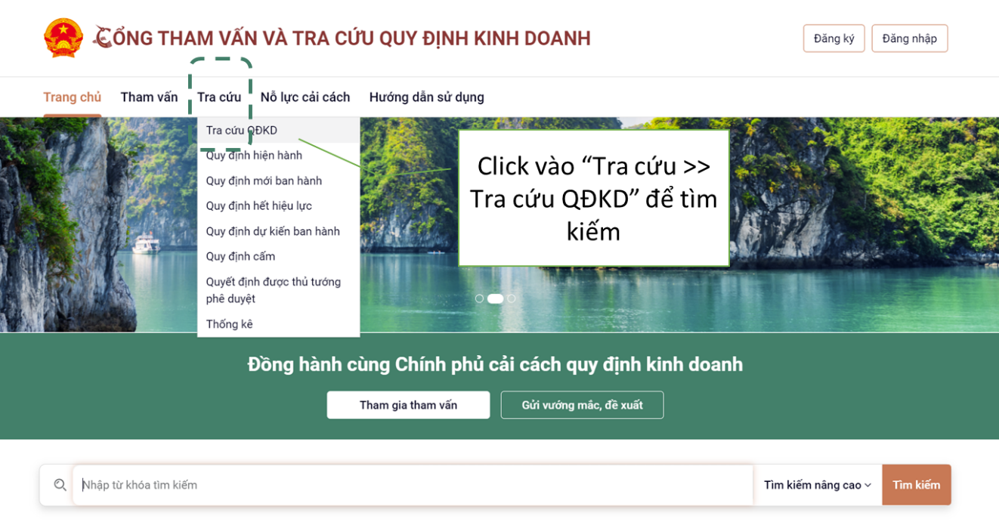 CỔNG THAM VẤN VÀ TRA CỨU QUY ĐỊNH KINH DOANH
Đăng ký
Đăng nhập
Trang chủ
Tham vấn
Tra cứu
Nỗ lực cải cách
Hướng dẫn sử dụng
Tra cứu QĐKD
Quy định hiện hành
Quy định mới ban hành
Quy định hết hiệu lực
Quy định dự kiến ban hành
Quy định cấm
Quyết định được thủ tướng
phê duyệt
Thống kê
Click vào “Tra cứu >>
Tra cứu QĐKD” để tìm
kiếm
Đồng hành cùng Chính phủ cải cách quy định kinh doanh
Tham gia tham vấn
Gửi vướng mắc, đề xuất
Nhập từ khóa tìm kiếm
Tìm kiếm nâng cao
Tìm kiếm